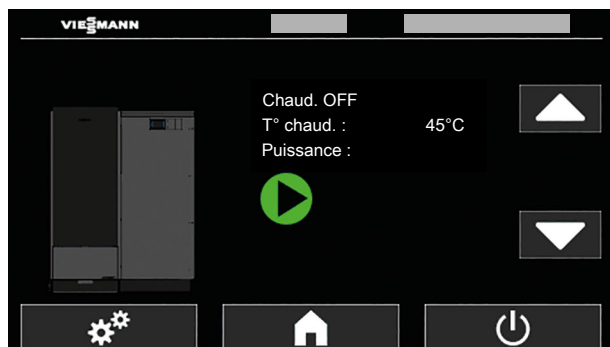 VIESMANN
Chaud. OFF
T° chaud. : 45°C
Puissance :